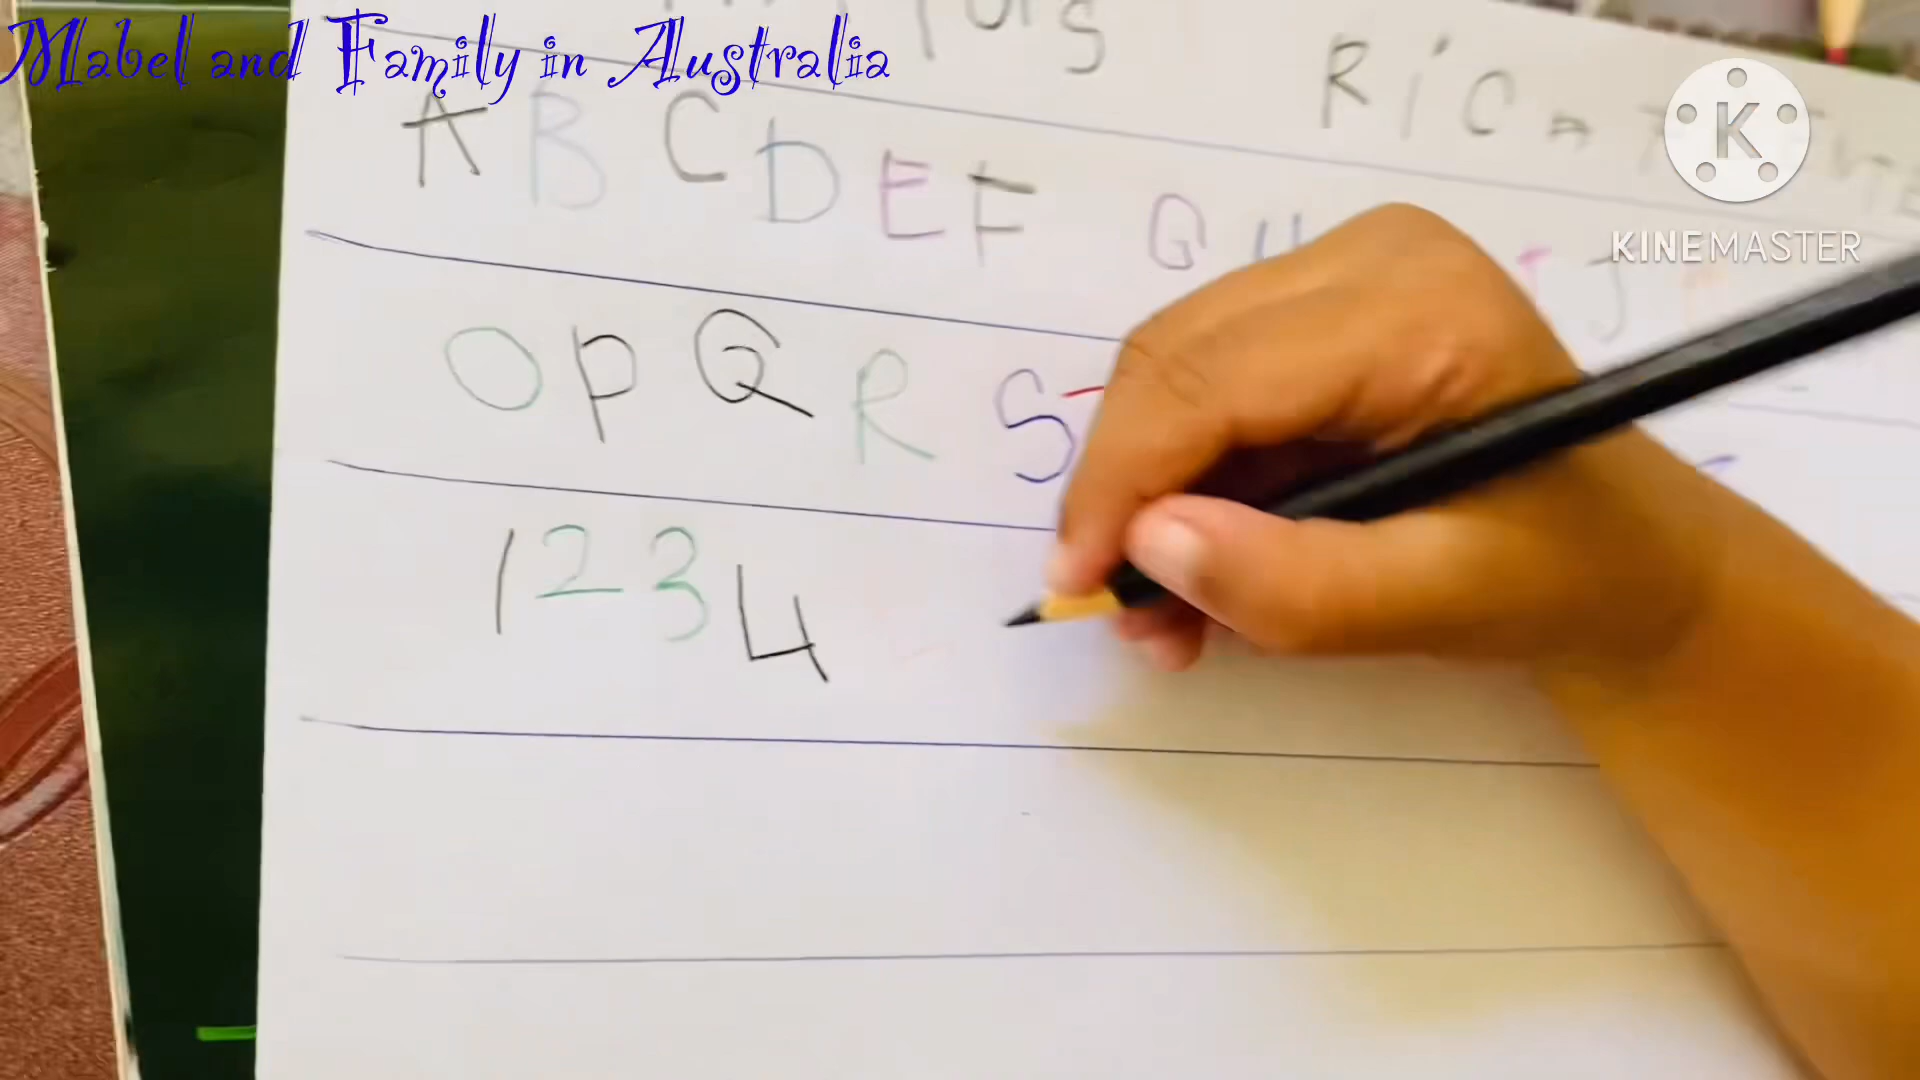 Mabel and Family in Australia
A B C D E F G H I J
O P Q R S
1 2 3 4
K
KINEMASTER